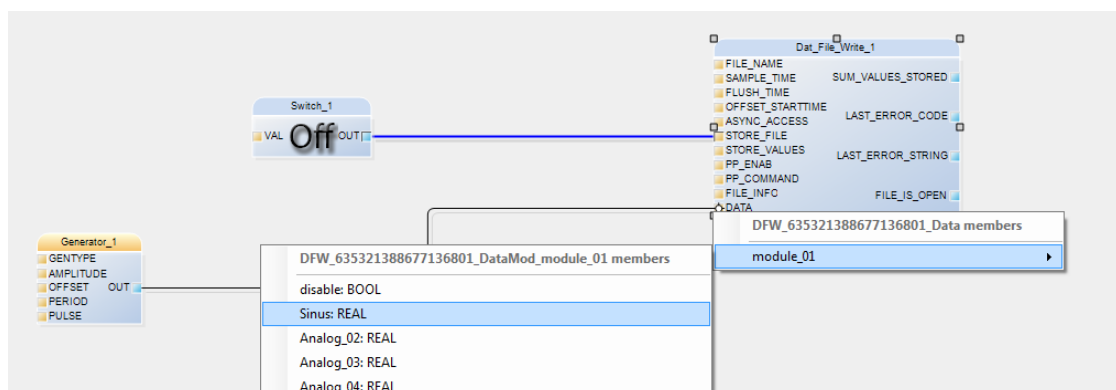 Dat_File_Write_1
FILE_NAME
SAMPLE_TIME SUM_VALUES_STORED
FLUSH_TIME
OFFSET_STARTTIME
ASYNC_ACCESS LAST_ERROR_CODE
STORE_FILE
STORE_VALUES LAST_ERROR_STRING
PP_ENAB
PP_COMMAND
FILE_INFO FILE_IS_OPEN
DATA
Switch_1
VAL Off OUT
DFW_635321388677136801_Data members
module_01
Generator_1
GENTYPE
AMPLITUDE
OFFSET OUT
PERIOD
PULSE
DFW_635321388677136801_DataMod_module_01 members
disable: BOOL
Sinus: REAL
Analog_02: REAL
Analog_03: REAL
Analog_04: REAL